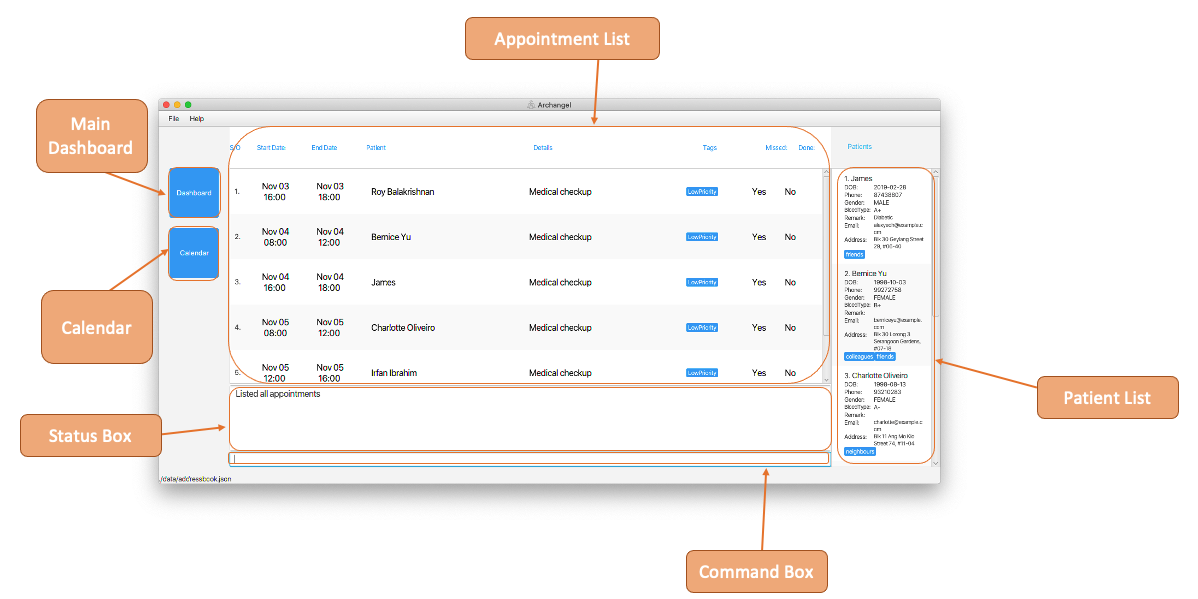 Appointment List
Main
Dashboard
Calendar
Status Box
Command Box
Patient List
Archangel
File Help
Dashboard
Calendar
S/O Start Date End Date Patient Details Tags Missed Done
1. Nov 03 16:00 Nov 03 18:00 Roy Balakrishnan Medical checkup LowPriority Yes No
2. Nov 04 08:00 Nov 04 12:00 Bernice Yu Medical checkup LowPriority Yes No
3. Nov 04 16:00 Nov 04 18:00 James Medical checkup LowPriority Yes No
4. Nov 05 08:00 Nov 05 12:00 Charlotte Oliveiro Medical checkup LowPriority Yes No
5. Nov 05 12:00 Nov 05 16:00 Irfan Ibrahim Medical checkup LowPriority Yes No
Listed all appointments
./data/addressbook.json
Patients
1. James
DOB: 2019-02-28
Phone: 87438807
Gender: MALE
BloodType: A+
Remark: Diabetic
Email: alexyeoh@example.c
om
Address: Blk 30 Geylang Street
29, #06-40
friends
2. Bernice Yu
DOB: 1998-10-03
Phone: 99272758
Gender: FEMALE
BloodType: B+
Remark:
Email: berniceyu@example.
com
Address: Blk 30 Lorong 3
Serangoon Gardens,
#07-18
colleagues friends
3. Charlotte Oliveiro
DOB: 1998-08-13
Phone: 93210283
Gender: FEMALE
BloodType: A-
Remark:
Email: charlotte@example.c
om
Address: Blk 11 Ang Mo Kio
Street 74, #11-04
neighbours